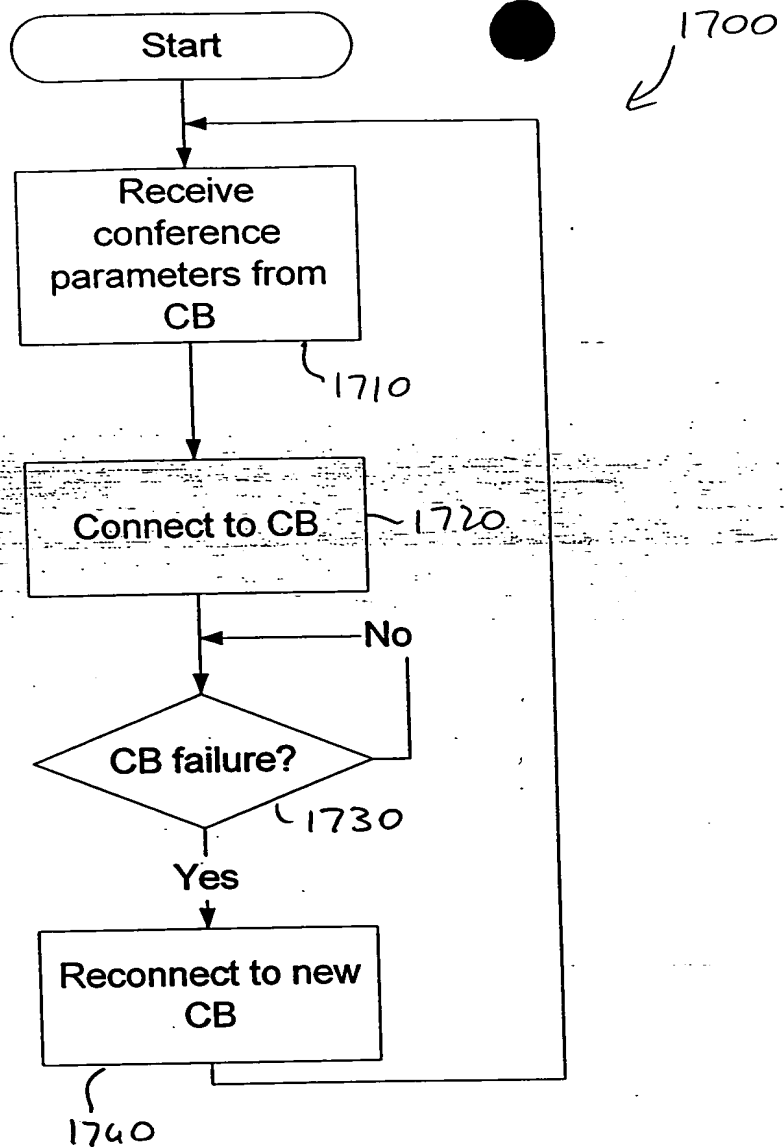 Start
1700
Receive
conference
parameters from
CB
1710
Connect to CB
1720
No
CB failure?
1730
Yes
Reconnect to new
CB
1740